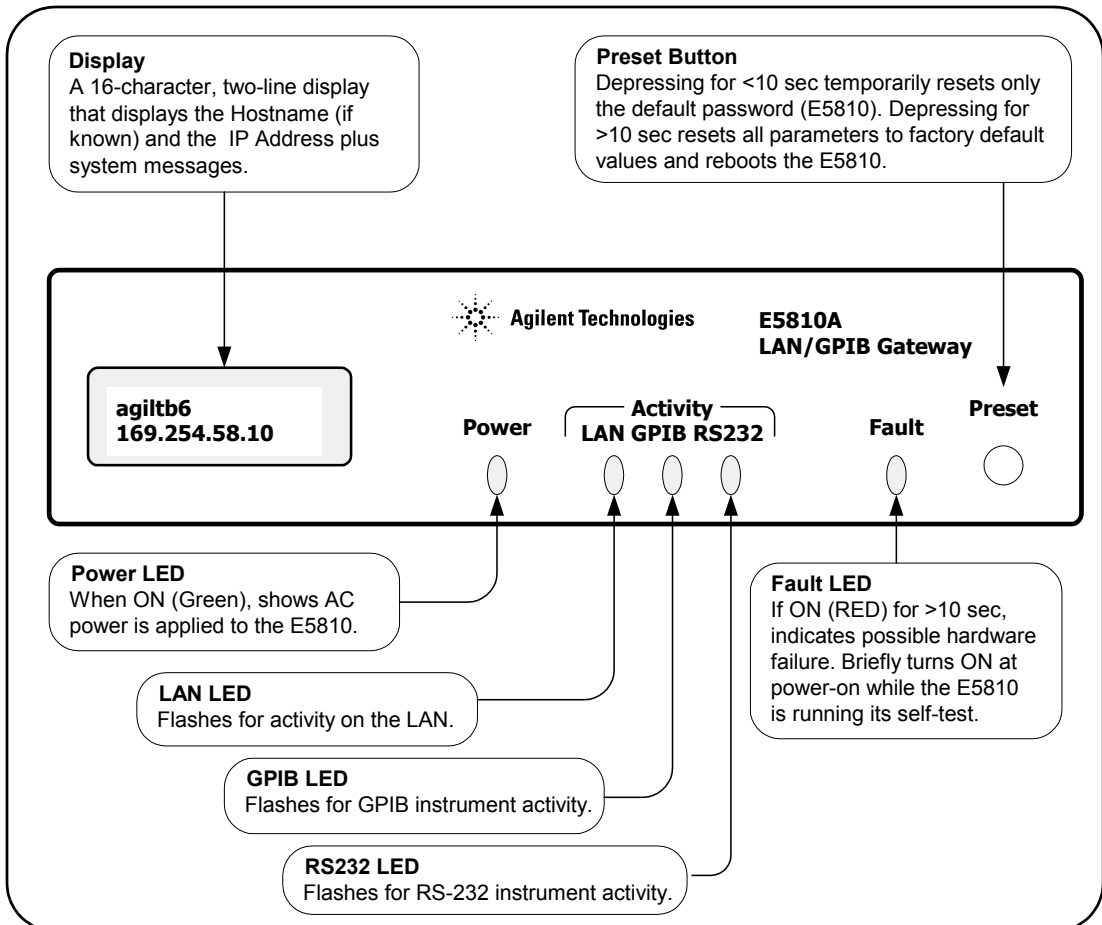 Display
A 16-character, two-line display
that displays the Hostname (if
known) and the IP Address plus
system messages.
Preset Button
Depressing for <10 sec temporarily resets only
the default password (E5810). Depressing for
>10 sec resets all parameters to factory default
values and reboots the E5810.
Agilent Technologies
E5810A
LAN/GPIB Gateway
agiltb6
169.254.58.10
Power
Activity
LAN GPIB RS232
Fault
Preset
Power LED
When ON (Green), shows AC
power is applied to the E5810.
Fault LED
If ON (RED) for >10 sec,
indicates possible hardware
failure. Briefly turns ON at
power-on while the E5810
is running its self-test.
LAN LED
Flashes for activity on the LAN.
GPIB LED
Flashes for GPIB instrument activity.
RS232 LED
Flashes for RS-232 instrument activity.